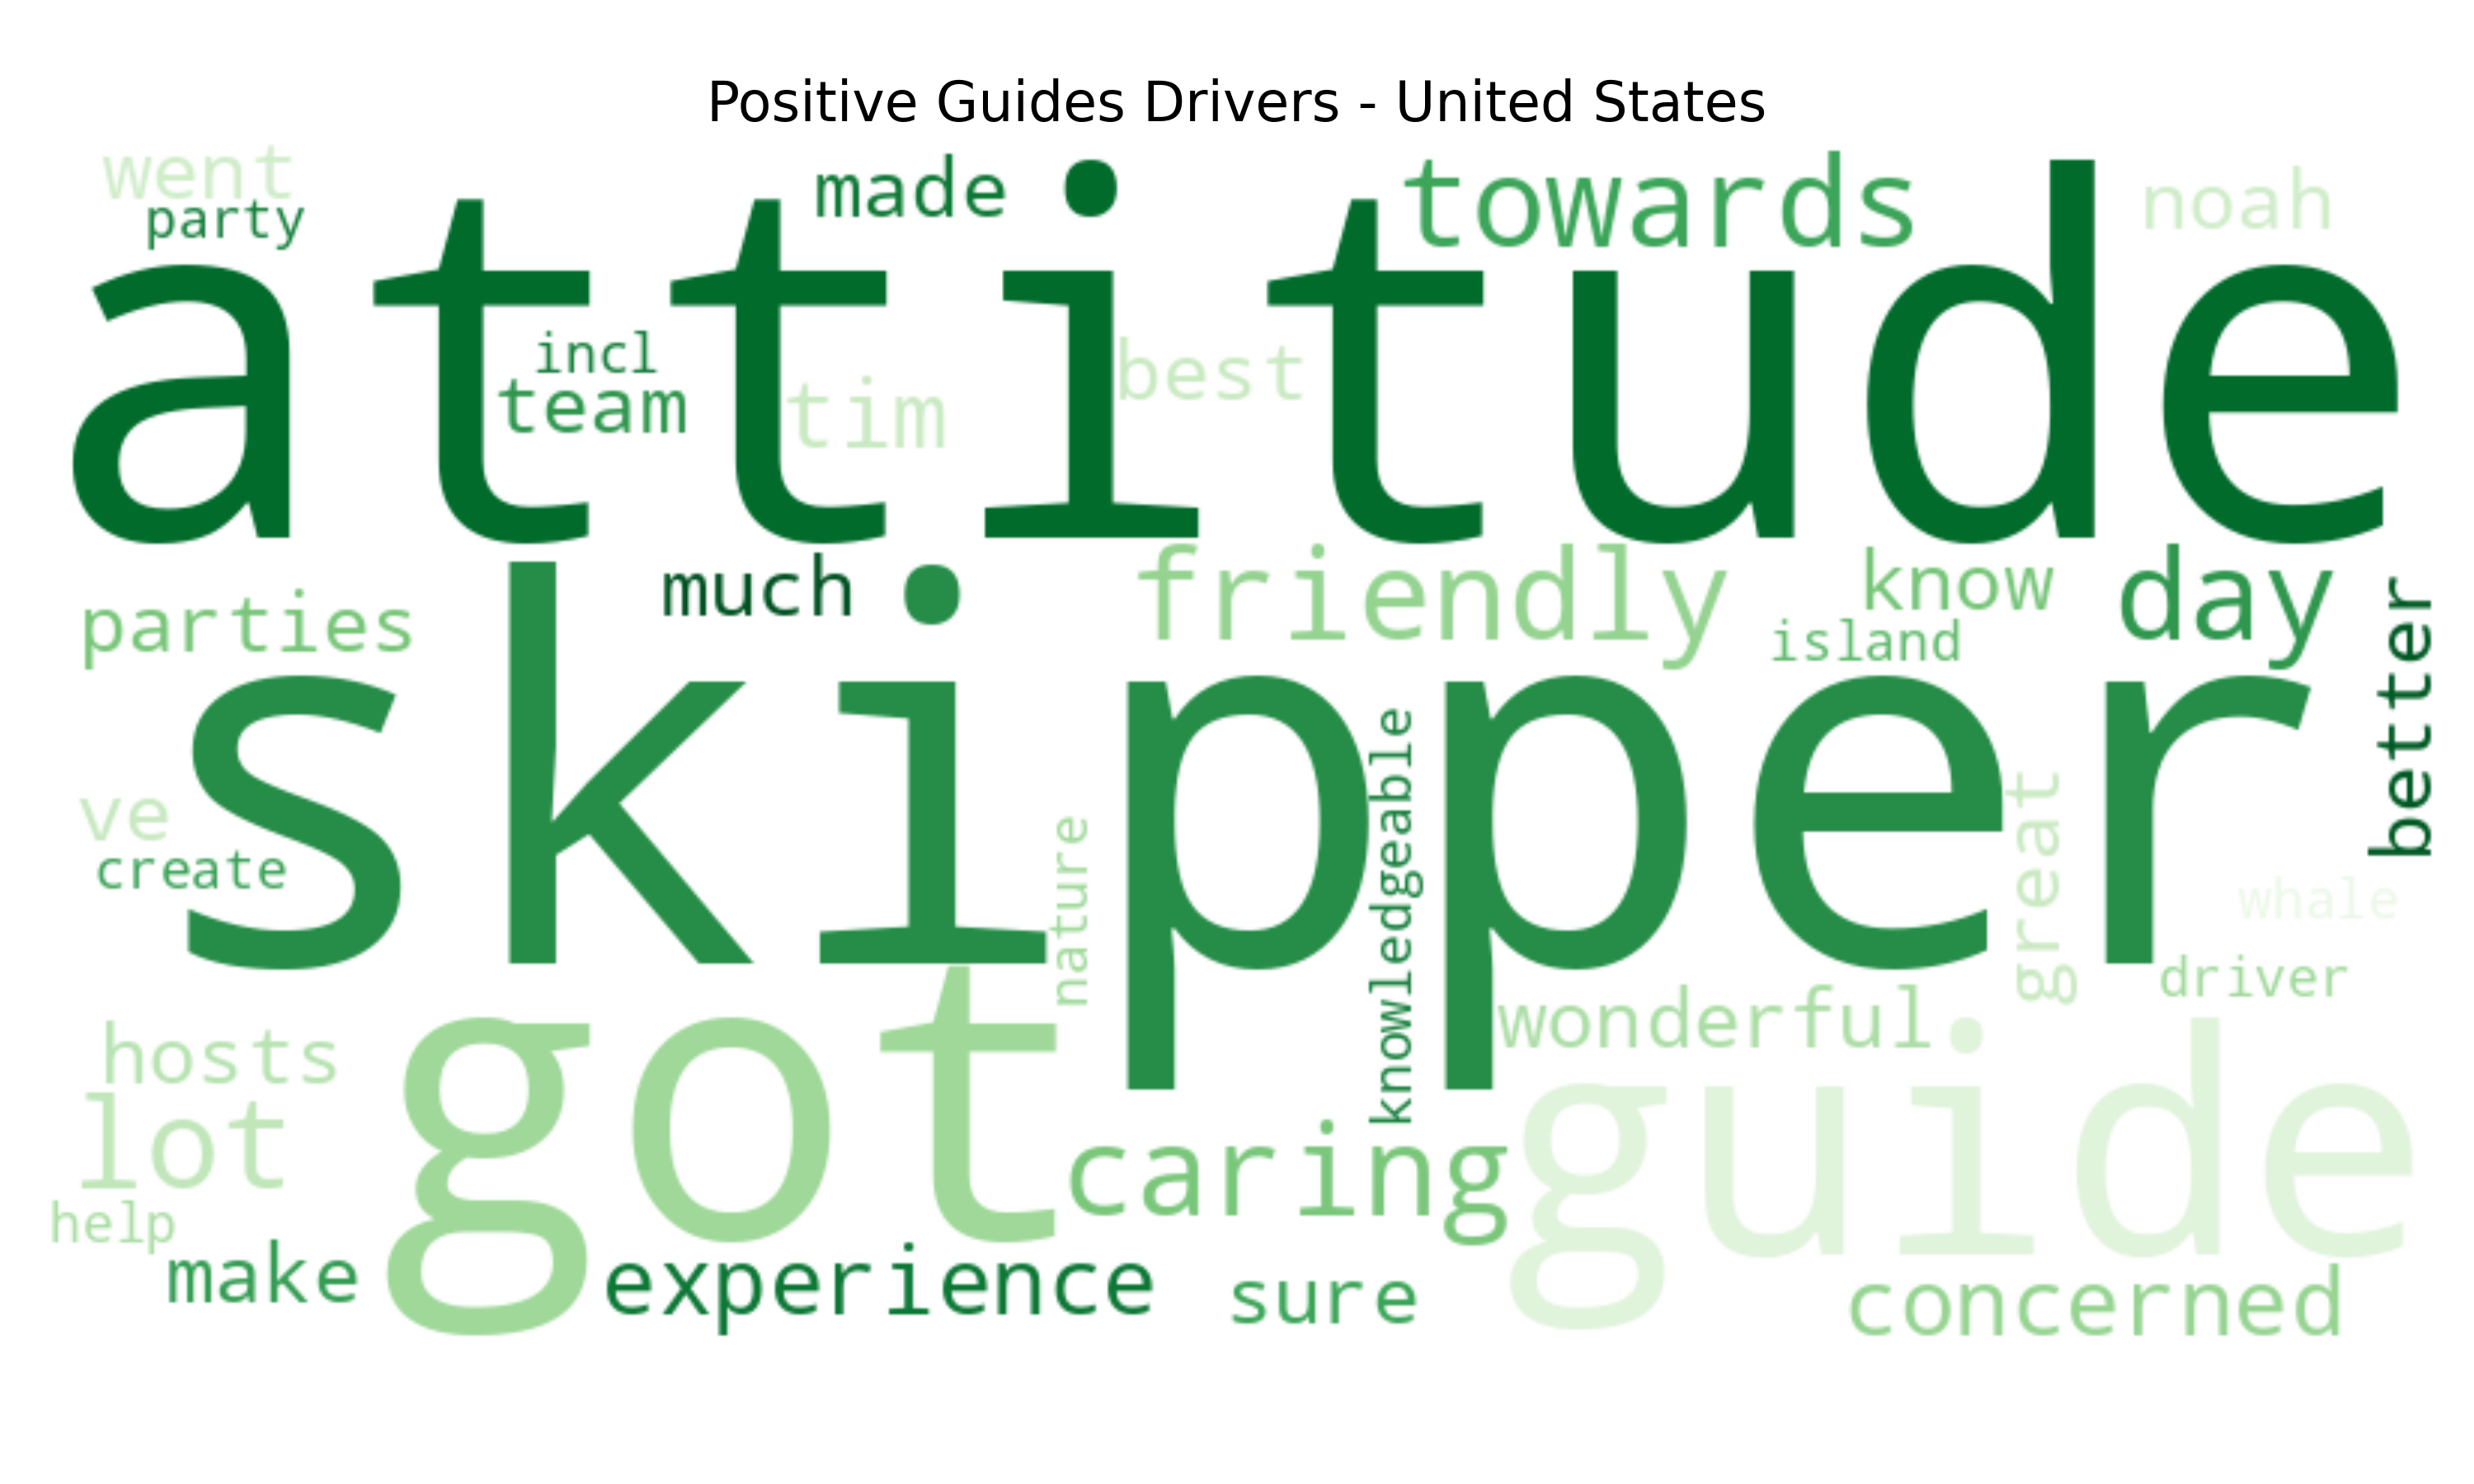 Positive Guides Drivers - United States
went
party
made
towards
noah
attitude
incl
team
tim
best
much
friendly
know
day
parties
island
better
skipper
knowledgeable
nature
great
ve
create
whale
driver
hosts
got
wonderful
guide
lot
caring
help
make
experience
sure
concerned